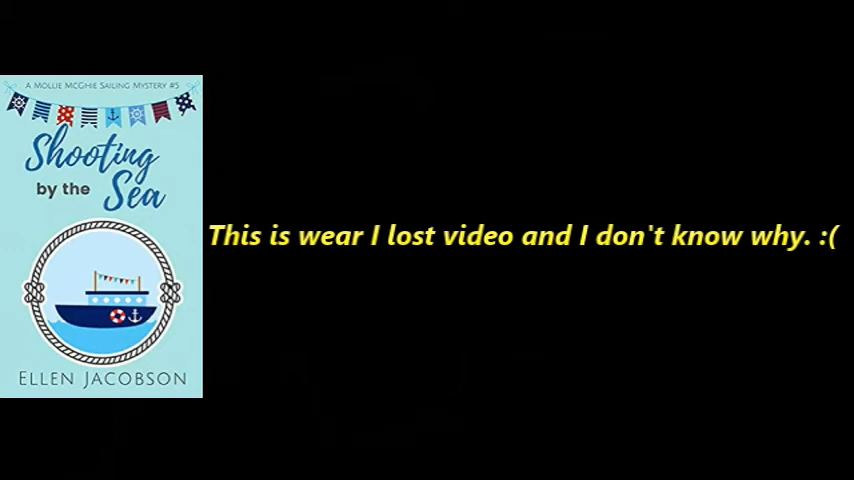 A Mollie McGhie Sailing Mystery #5
Shooting
by the Sea
Ellen Jacobson
This is wear I lost video and I don't know why. :(